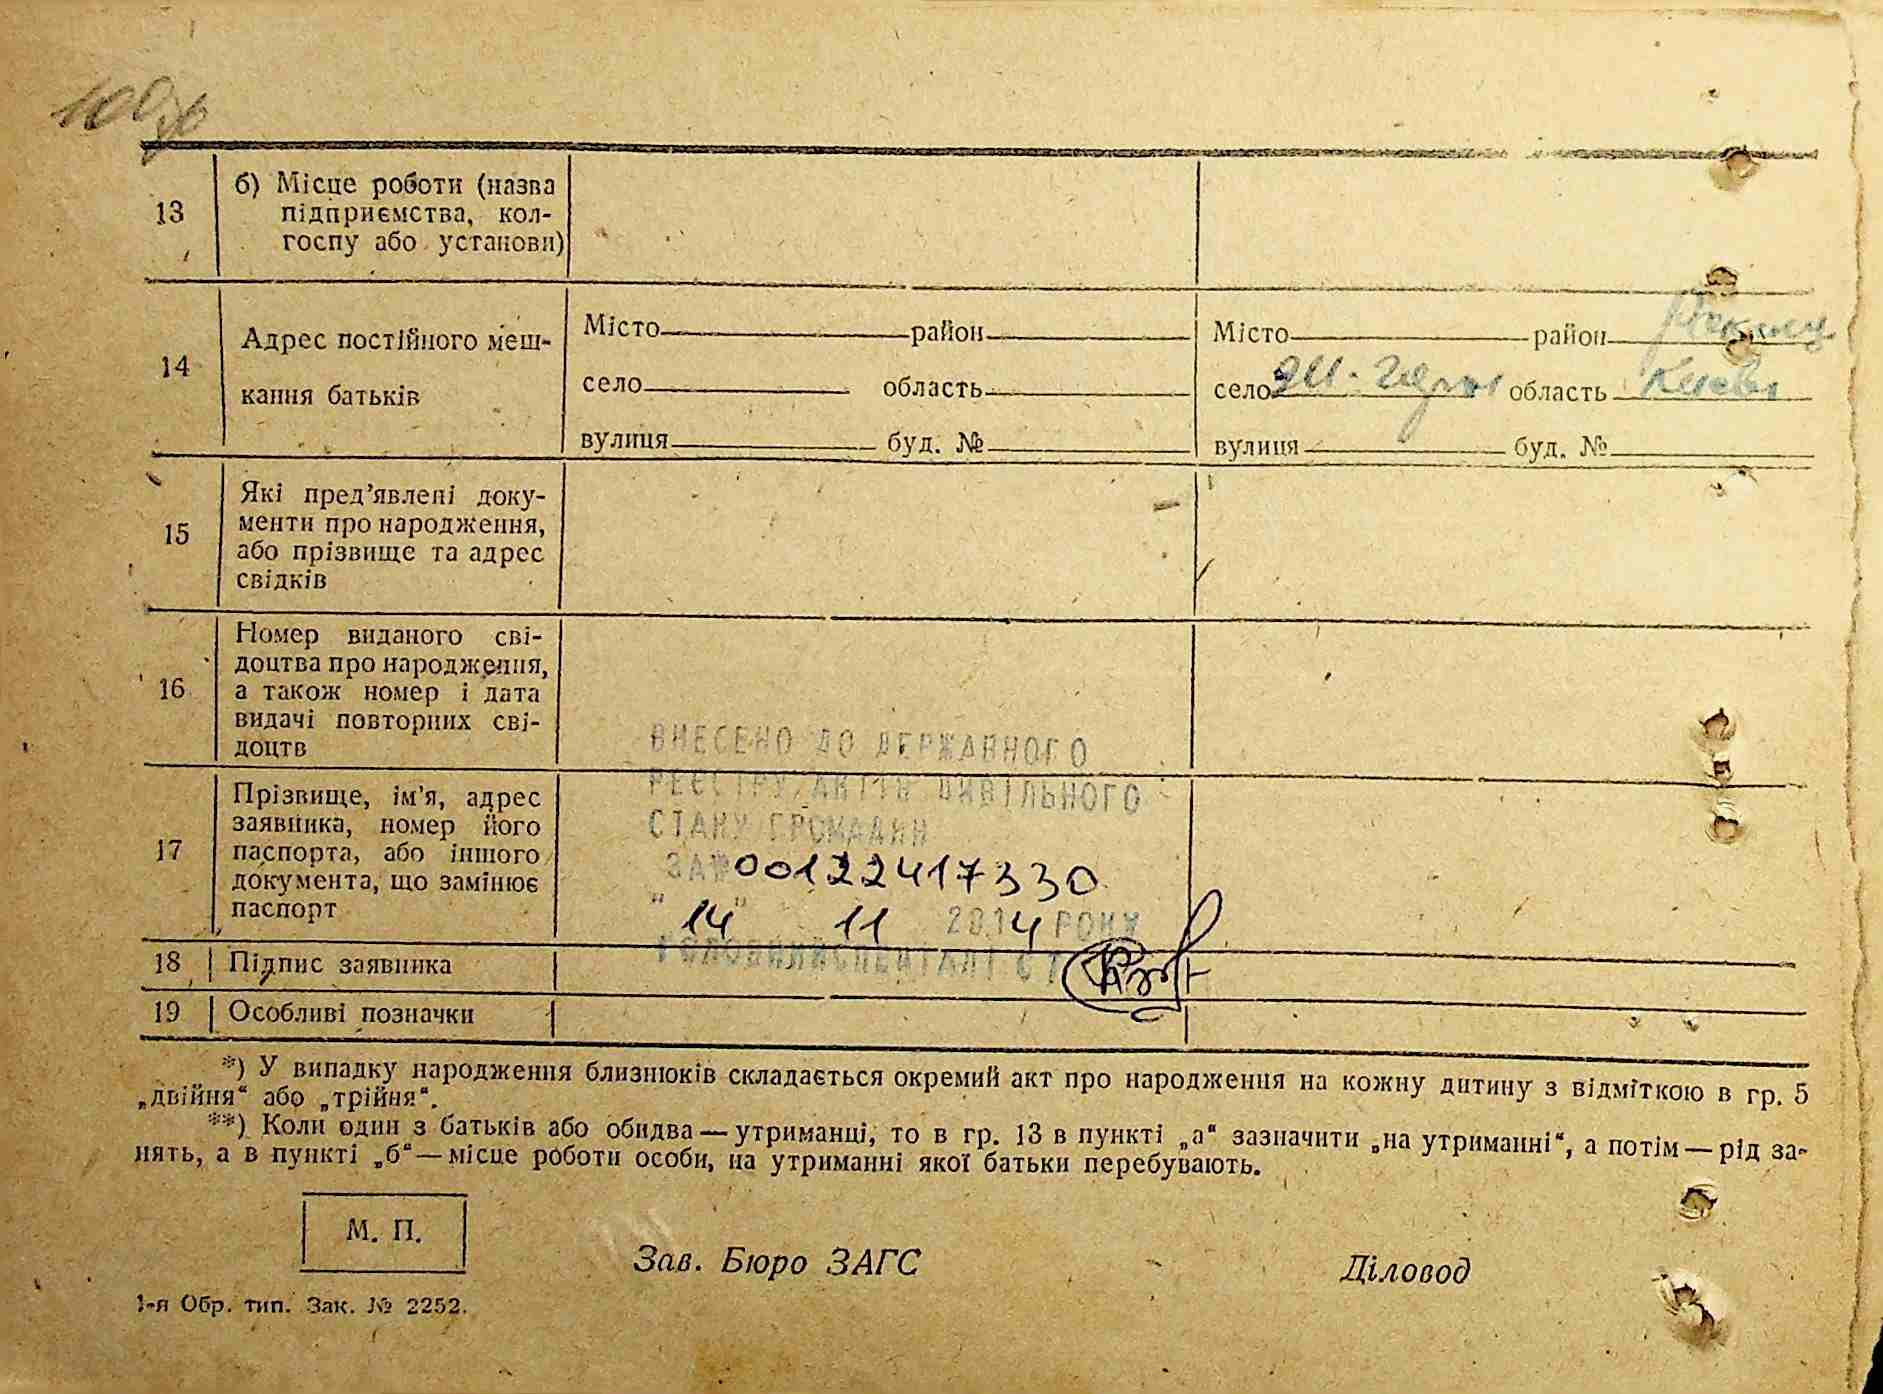 13
б) Місце роботи (назва
підприємства, кол-
госпу або установи)
14
Адрес постійного меш-
кання батьків
Місто район
село область
вулиця буд. №
Місто район
село область Києвс
вулиця буд. №
15
Які пред’явлені доку-
менти про народження,
або прізвище та адрес
свідків
16
Номер виданого сві-
доцтва про народження,
а також номер і дата
видачі повторних сві-
доцтв
17
Прізвище, ім’я, адрес
заявника, номер його
паспорта, або іншого
документа, що замінює
паспорт
ВНЕСЕНО ДО ДЕРЖАВНОГО
РЕЄСТРУ АКТІВ ЦИВІЛЬНОГО
СТАНУ ГРОМАДЯН
ЗА № 00122417330
"14" 11 2014 РОКУ
18 Підпис заявника
19 Особливі позначки
*) У випадку народження близнюків складається окремий акт про народження на кожну дитину з відміткою в гр. 5
„двійня“ або „трійня“.
**) Коли один з батьків або обидва — утриманці, то в гр. 13 в пункті „а“ зазначити „на утриманні“, а потім — рід за-
нять, а в пункті „б“ — місце роботи особи, на утриманні якої батьки перебувають.
М. П.
Зав. Бюро ЗАГС Діловод
1-я Обр. тип. Зак. № 2252.